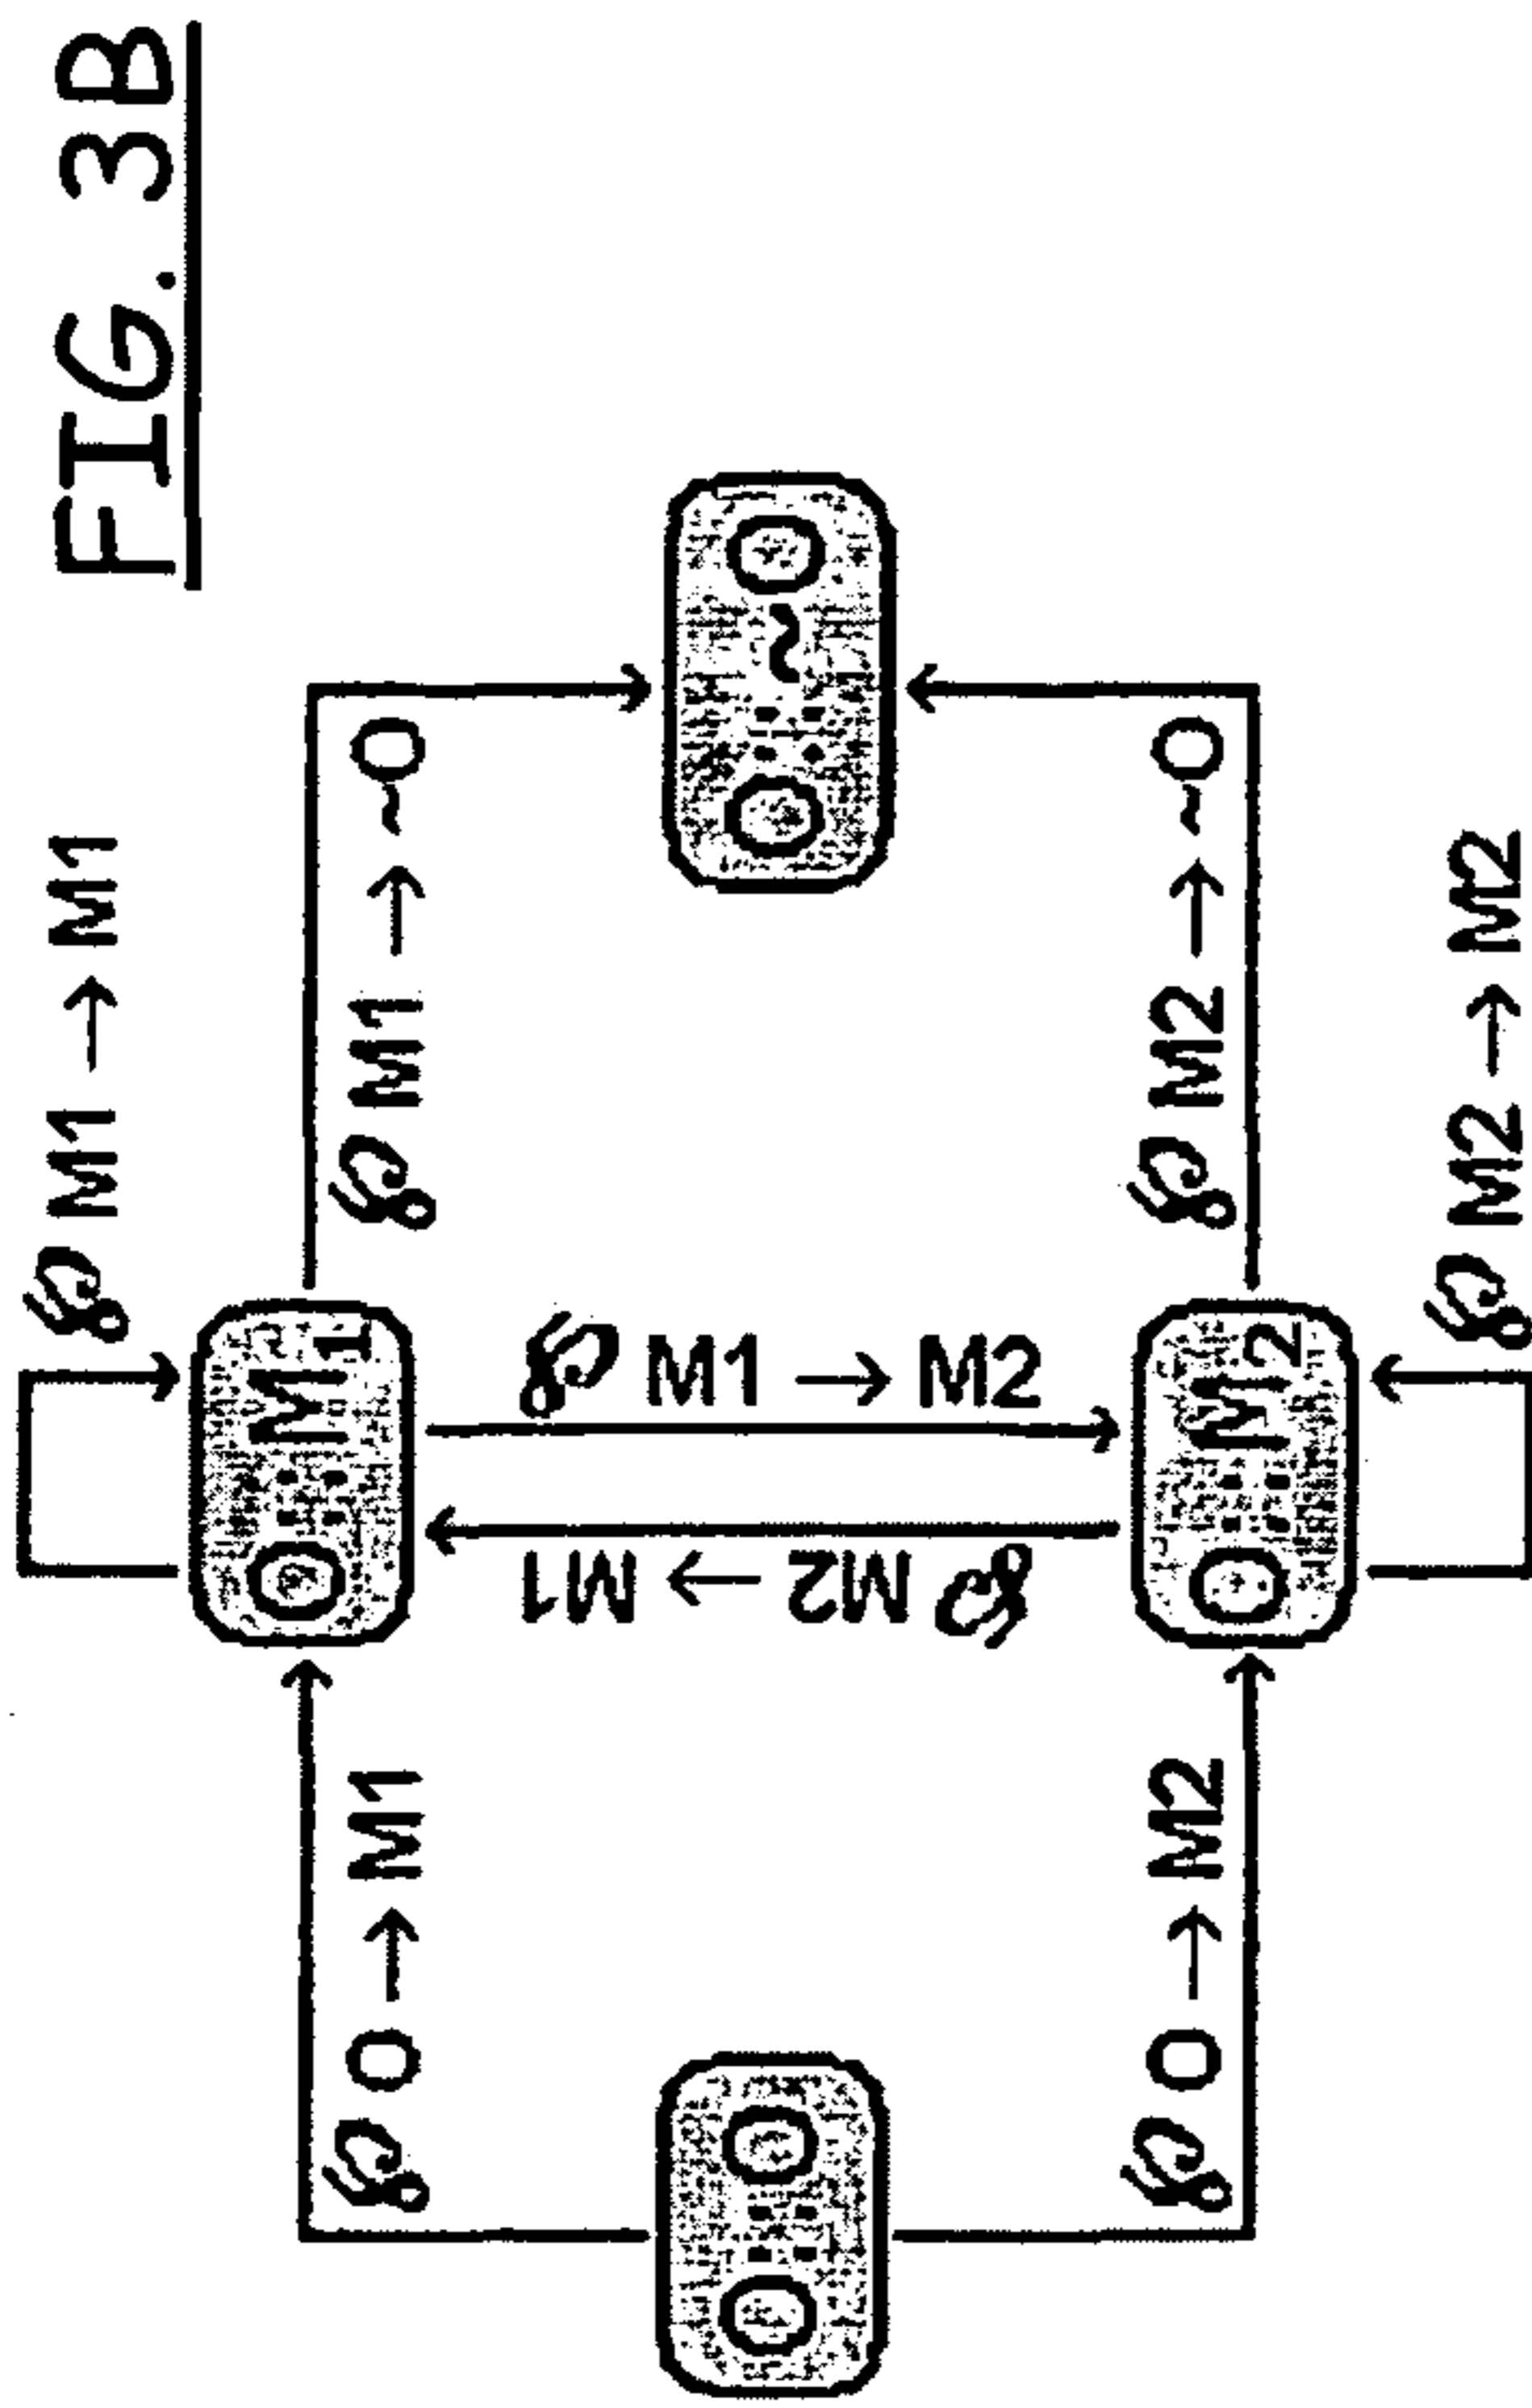 FIG. 3B
℘ M1 → M1
O :: M1
℘ O → M1
℘ M1 → ~O
O :: O
℘ M2 → M1
℘ M1 → M2
O :: ~O
℘ O → M2
℘ M2 → ~O
O :: M2
℘ M2 → M2